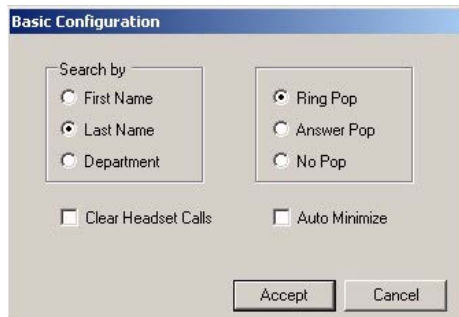 Basic Configuration
Search by
First Name
Last Name
Department
Ring Pop
Answer Pop
No Pop
Clear Headset Calls
Auto Minimize
Accept
Cancel